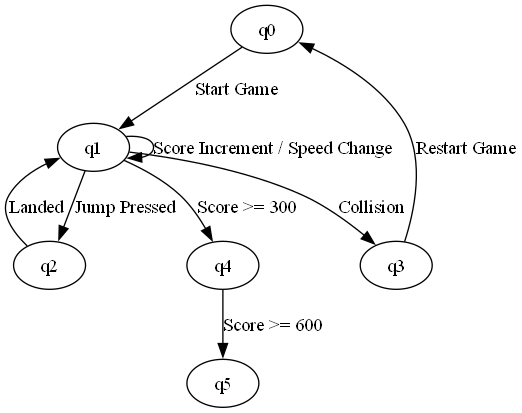 q0
Start Game
q1
Score Increment / Speed Change
Restart Game
Landed
Jump Pressed
Score >= 300
Collision
q2
q4
q3
Score >= 600
q5